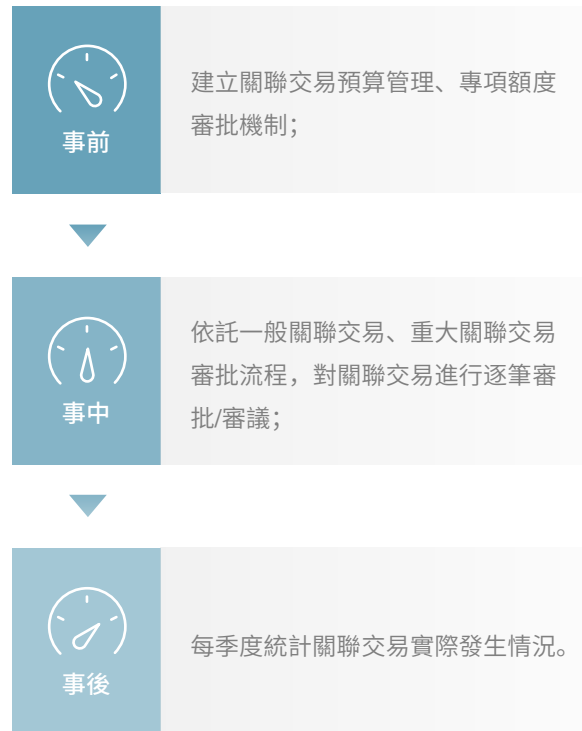 事前
建立關聯交易預算管理、專項額度
審批機制；
事中
依託一般關聯交易、重大關聯交易
審批流程，對關聯交易進行逐筆審
批/審議；
事後
每季度統計關聯交易實際發生情況。